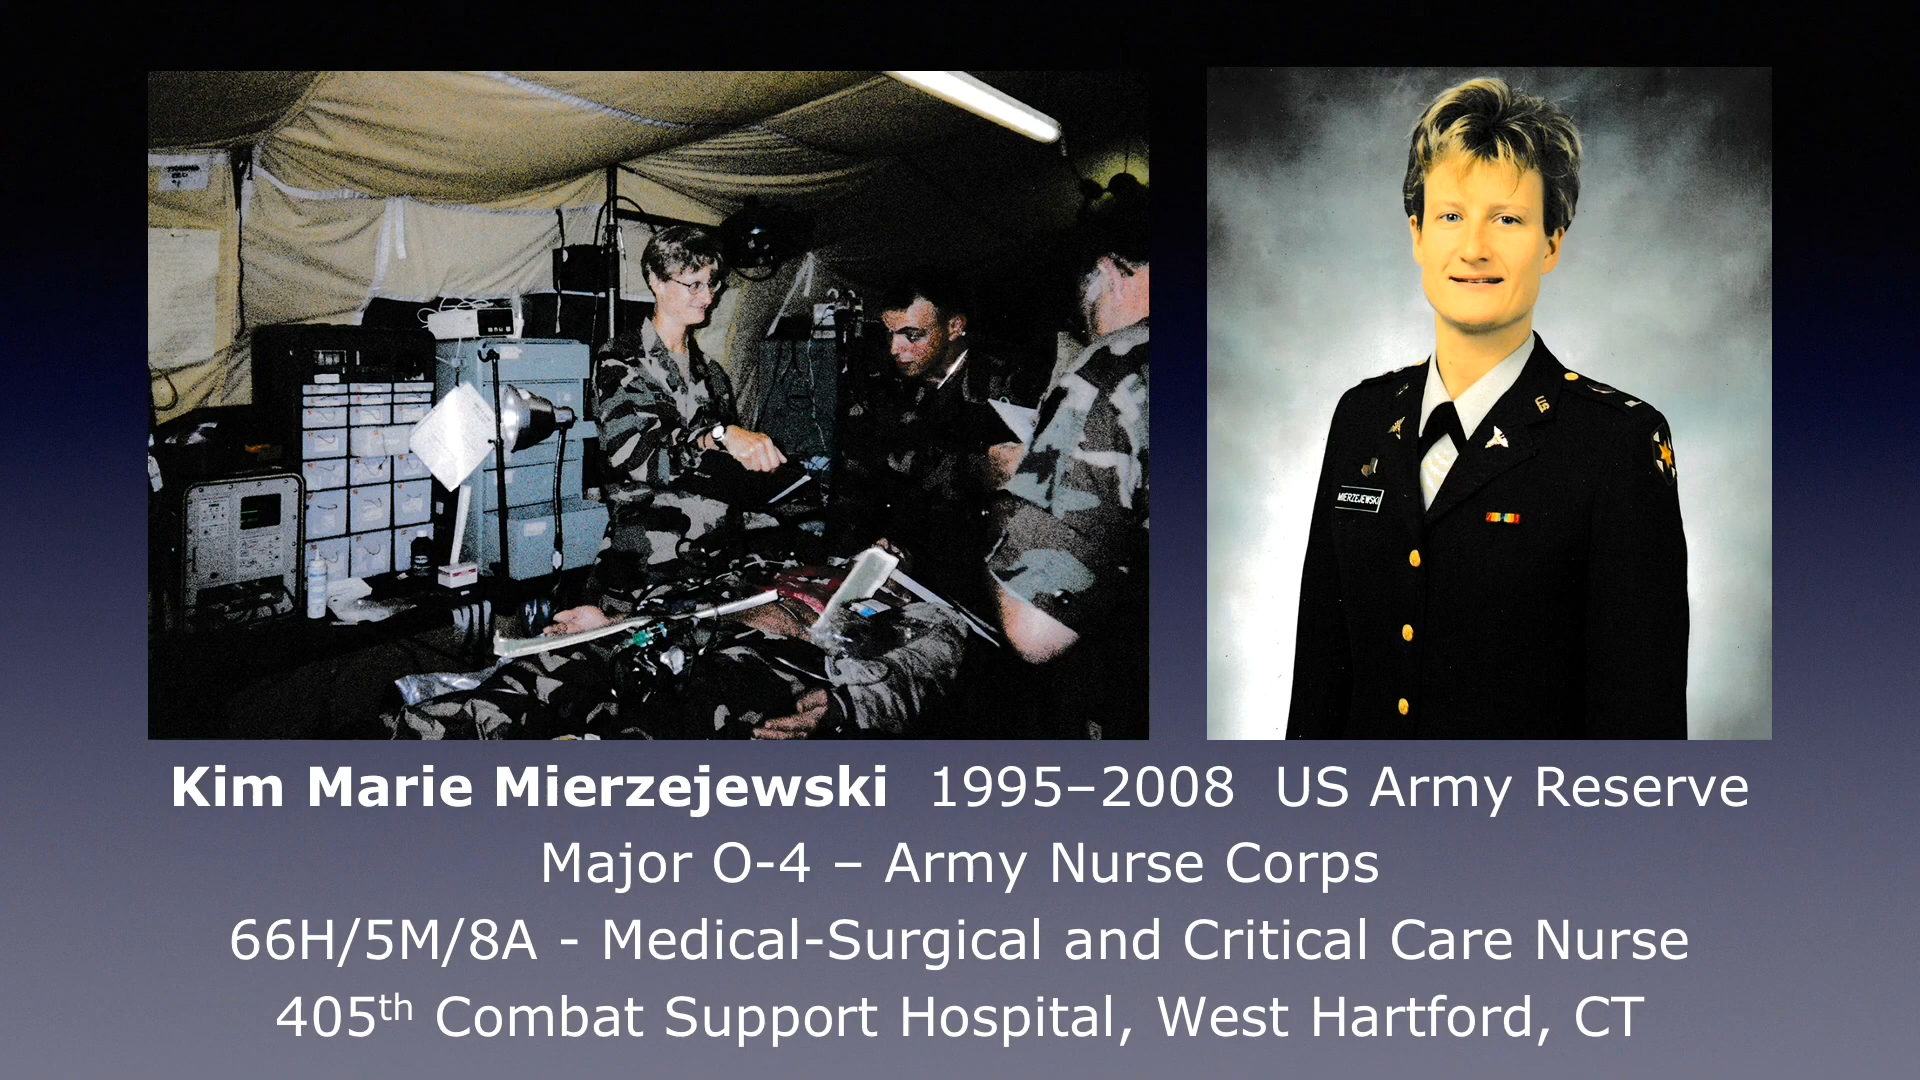 MIERZEJEWSKI
Kim Marie Mierzejewski 1995–2008 US Army Reserve
Major O-4 – Army Nurse Corps
66H/5M/8A - Medical-Surgical and Critical Care Nurse
405th Combat Support Hospital, West Hartford, CT